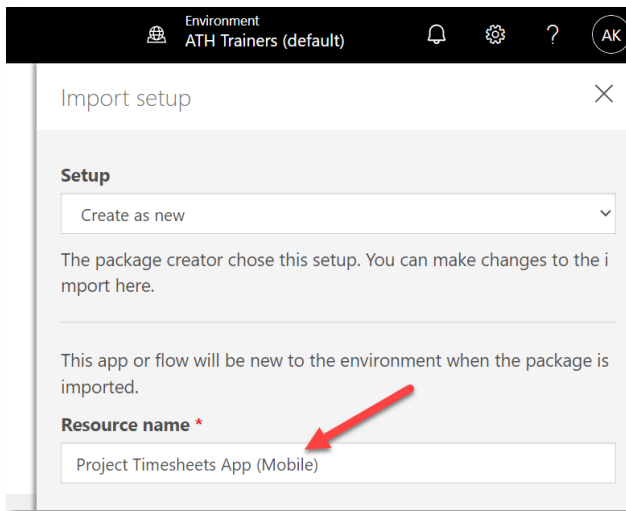 Environment
ATH Trainers (default)
?
AK
Import setup
Setup
Create as new
The package creator chose this setup. You can make changes to the i
mport here.
This app or flow will be new to the environment when the package is
imported.
Resource name *
Project Timesheets App (Mobile)